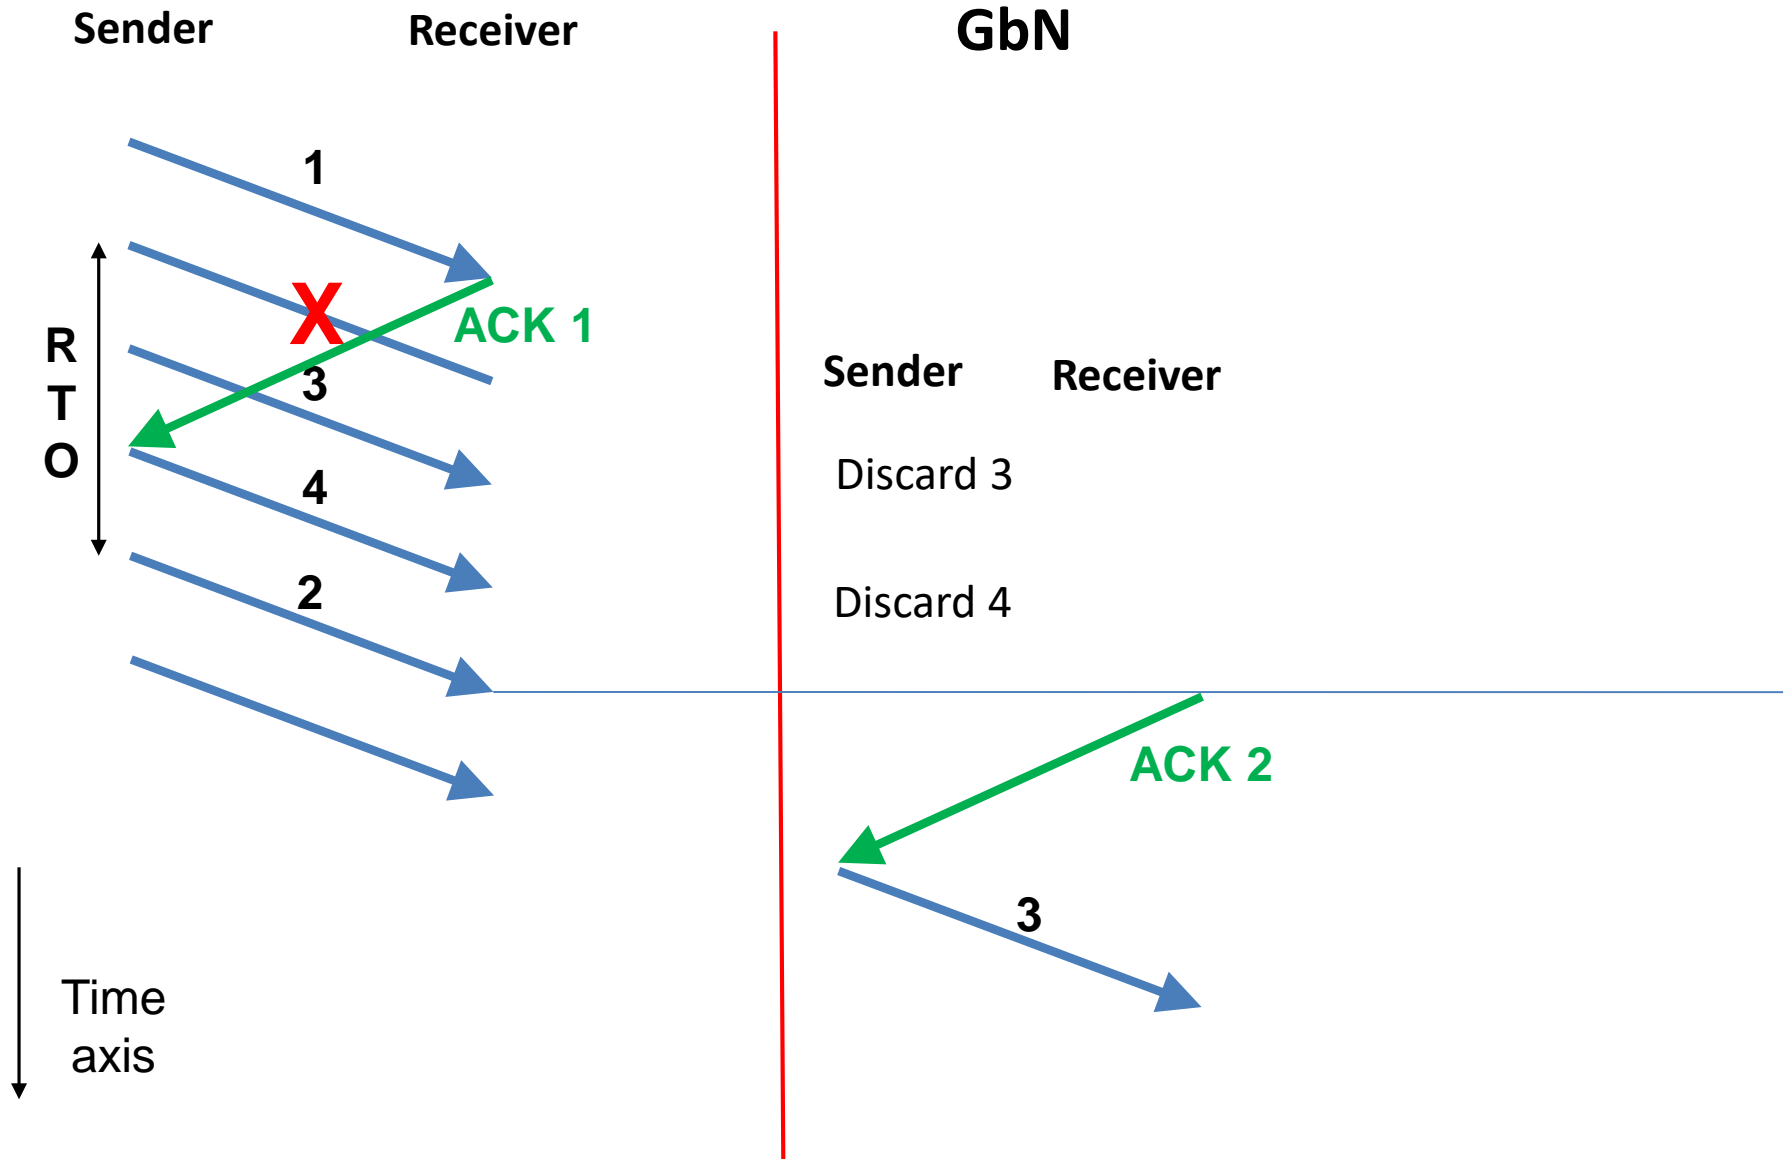 Sender Receiver
GbN
1
X
ACK 1
R
T
O
3
4
2
Sender Receiver
Discard 3
Discard 4
ACK 2
3
Time
axis